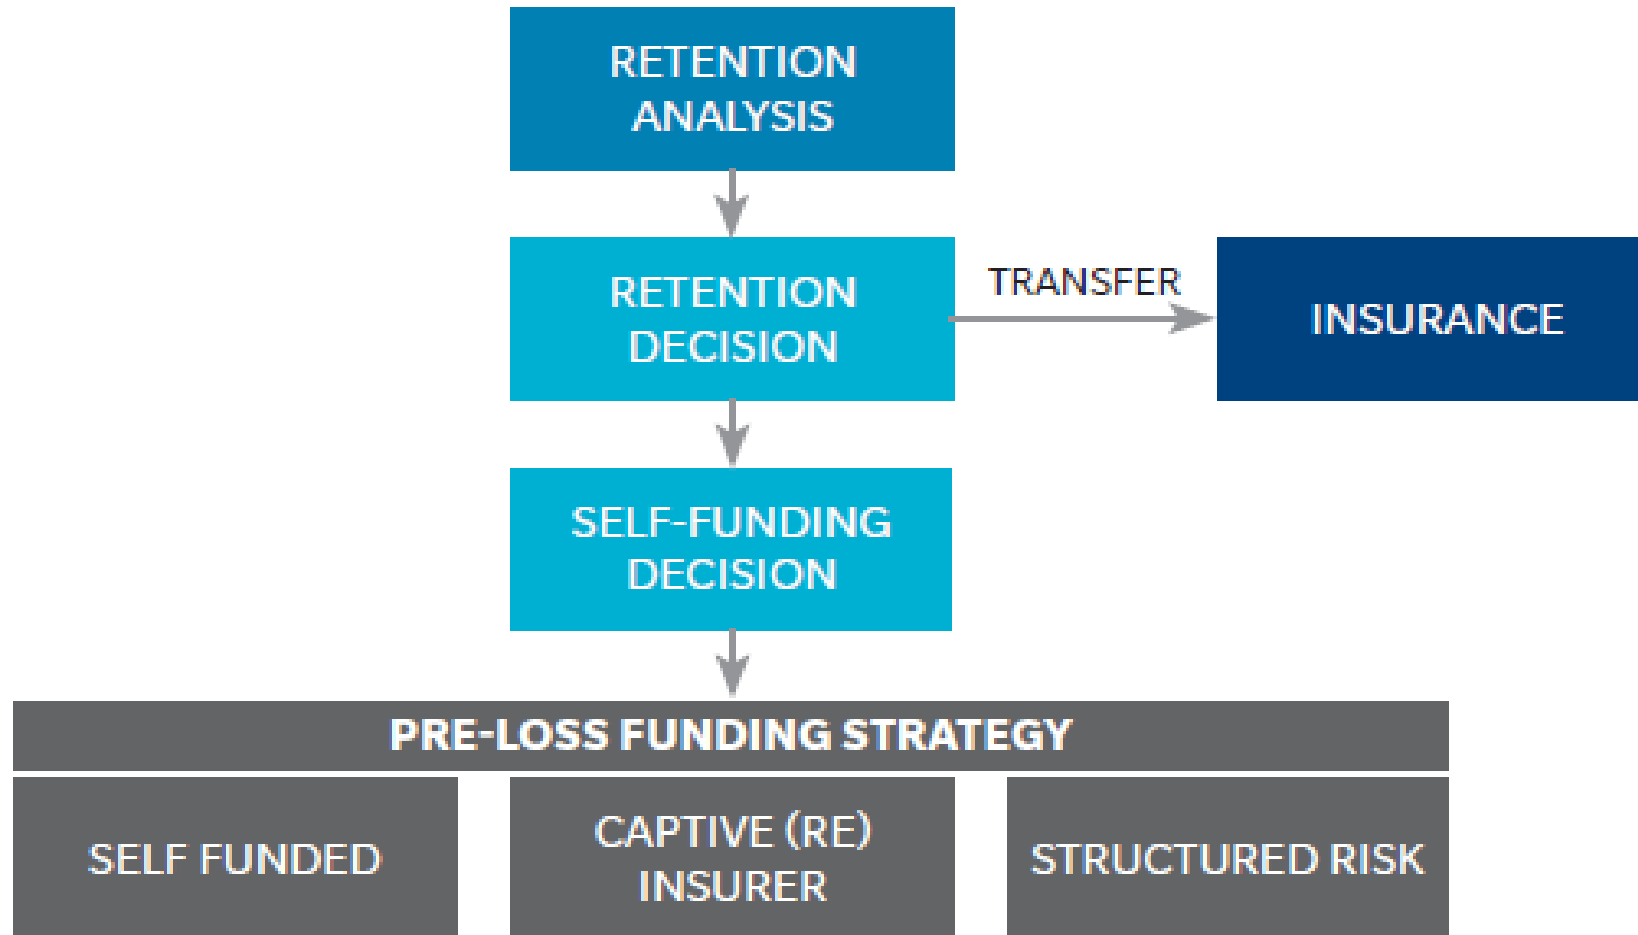 RETENTION
ANALYSIS
RETENTION
DECISION
TRANSFER
INSURANCE
SELF-FUNDING
DECISION
PRE-LOSS FUNDING STRATEGY
SELF FUNDED
CAPTIVE (RE)
INSURER
STRUCTURED RISK